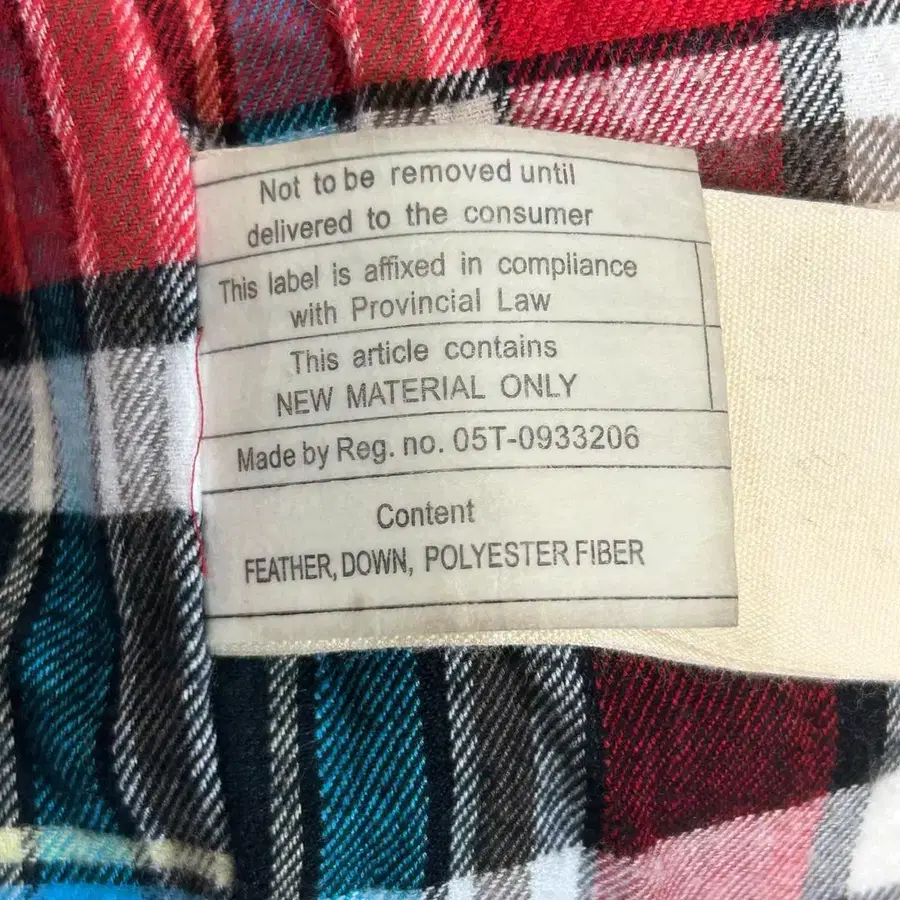 Not to be removed until
delivered to the consumer
This label is affixed in compliance
with Provincial Law
This article contains
NEW MATERIAL ONLY
Made by Reg. no. 05T-0933206
Content
FEATHER, DOWN, POLYESTER FIBER